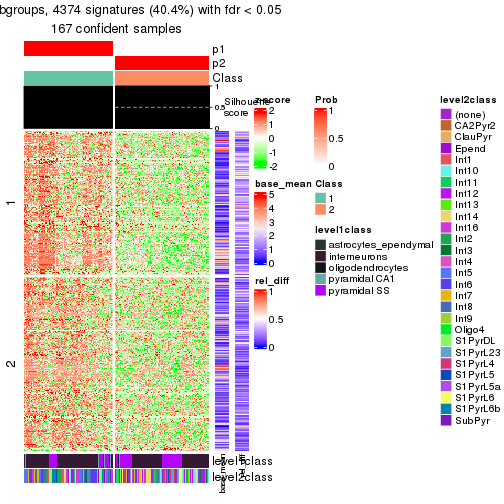 bgroups, 4374 signatures (40.4%) with fdr < 0.05
167 confident samples
p1
p2
Class
1
0.5
0
Silhouette
score
1
2
level1class
level2class
base_mean
rel_diff
z-score
2
1
0
-1
-2
base_mean
5
4
3
2
1
0
rel_diff
1
0.5
0
Prob
1
0.5
0
Class
1
2
level1class
astrocytes_ependymal
interneurons
oligodendrocytes
pyramidal CA1
pyramidal SS
level2class
(none)
CA2Pyr2
ClauPyr
Epend
Int1
Int10
Int11
Int12
Int13
Int14
Int16
Int2
Int3
Int4
Int5
Int6
Int7
Int8
Int9
Oligo4
S1PyrDL
S1PyrL23
S1PyrL4
S1PyrL5
S1PyrL5a
S1PyrL6
S1PyrL6b
SubPyr